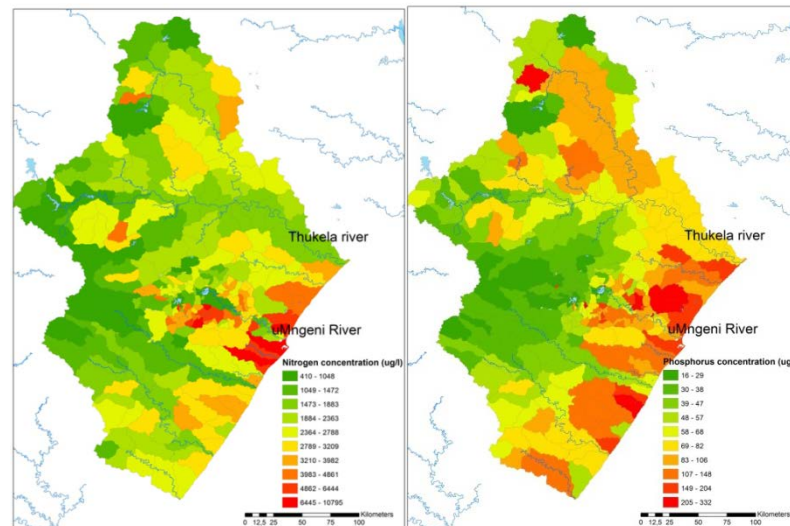 Thukela river
uMngeni River
Nitrogen concentration (ug/l)
410 - 1048
1049 - 1472
1473 - 1883
1884 - 2363
2364 - 2788
2789 - 3209
3210 - 3982
3983 - 4861
4862 - 6444
6445 - 10795
Kilometers
0 12,5 25 50 75 100
Thukela river
uMngeni River
Phosphorus concentration (ug
16 - 29
30 - 38
39 - 47
48 - 57
58 - 68
69 - 82
83 - 106
107 - 148
149 - 204
205 - 332
Kilometers
0 12,5 25 50 75 100